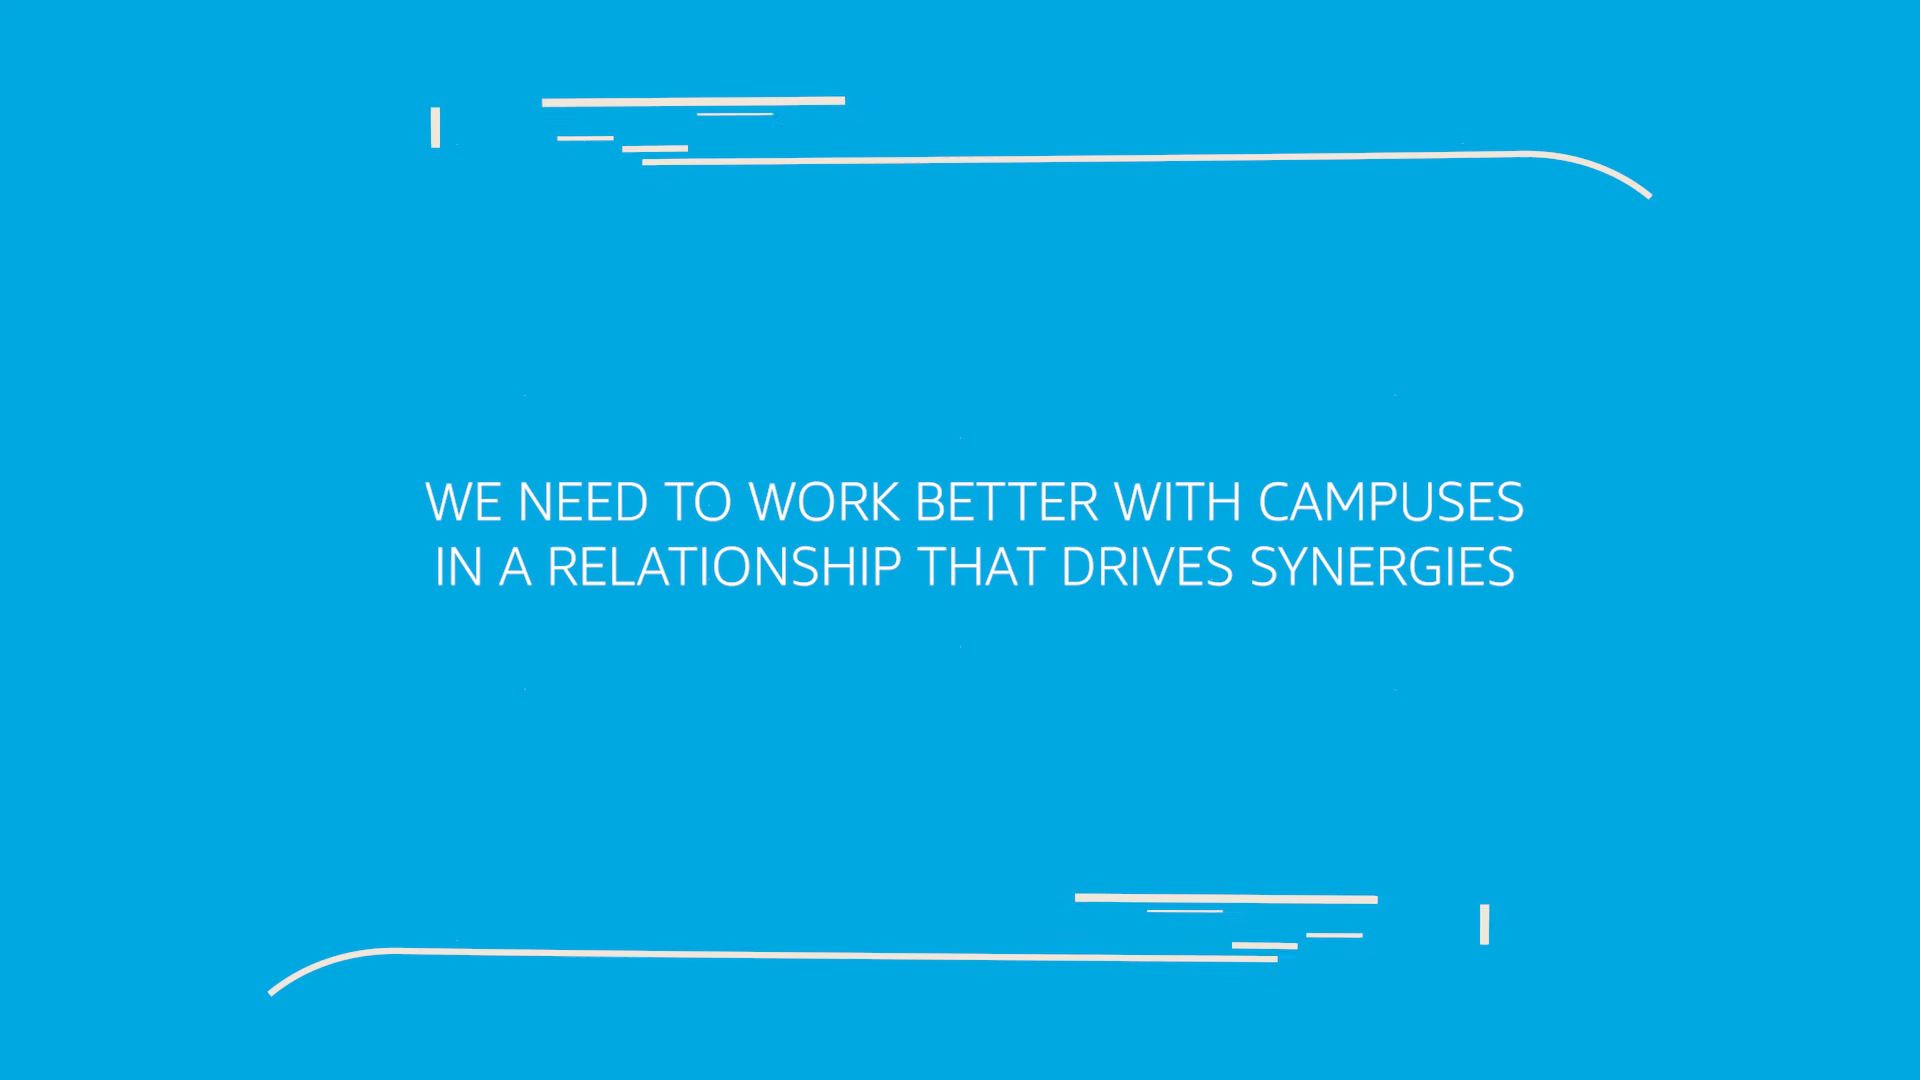 WE NEED TO WORK BETTER WITH CAMPUSES
IN A RELATIONSHIP THAT DRIVES SYNERGIES